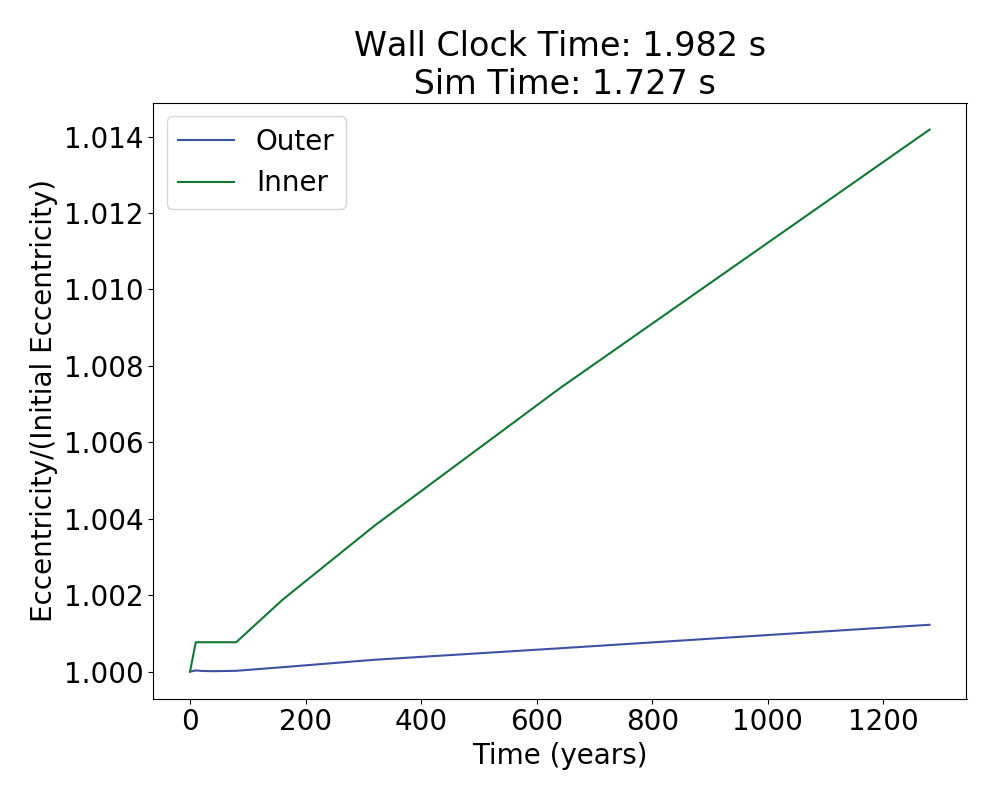 Wall Clock Time: 1.982 s
Sim Time: 1.727 s
Outer
Inner
Eccentricity/(Initial Eccentricity)
1.014
1.012
1.010
1.008
1.006
1.004
1.002
1.000
0
200
400
600
800
1000
1200
Time (years)